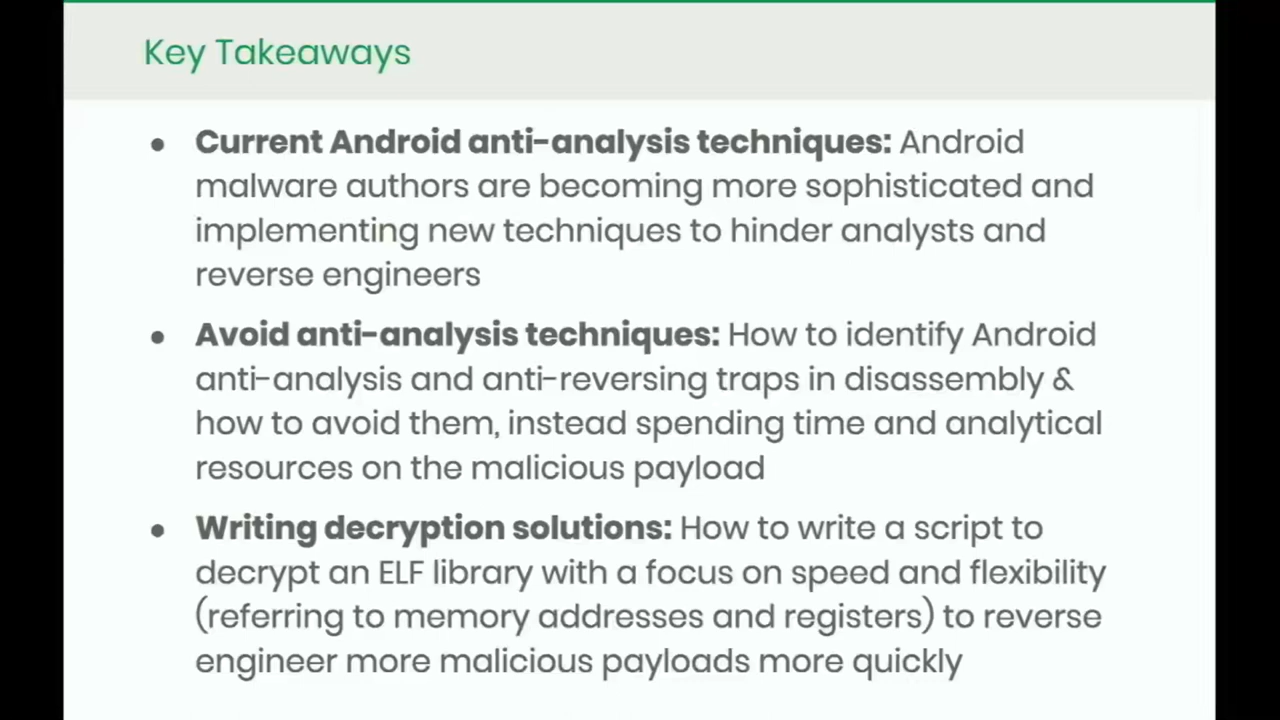 Key Takeaways
● Current Android anti-analysis techniques: Android
malware authors are becoming more sophisticated and
implementing new techniques to hinder analysts and
reverse engineers
● Avoid anti-analysis techniques: How to identify Android
anti-analysis and anti-reversing traps in disassembly &
how to avoid them, instead spending time and analytical
resources on the malicious payload
● Writing decryption solutions: How to write a script to
decrypt an ELF library with a focus on speed and flexibility
(referring to memory addresses and registers) to reverse
engineer more malicious payloads more quickly